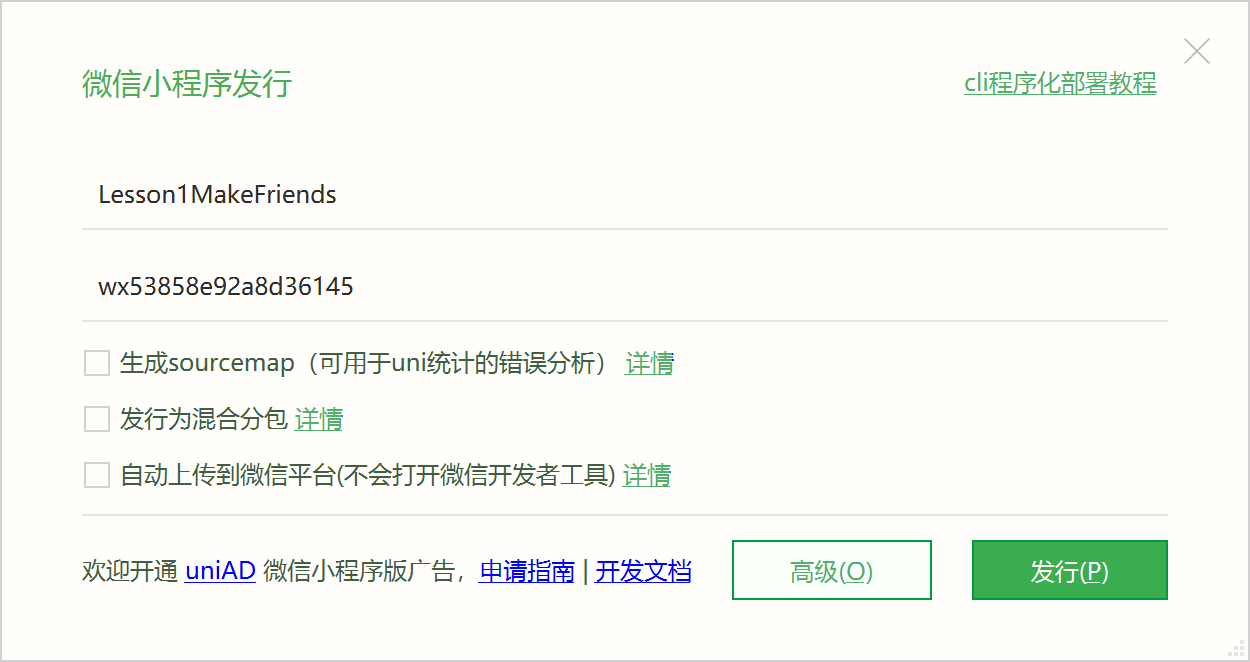 微信小程序发行 cli程序化部署教程
Lesson1MakeFriends
wx53858e92a8d36145
生成sourcemap（可用于uni统计的错误分析） 详情
发行为混合分包 详情
自动上传到微信平台(不会打开微信开发者工具) 详情
欢迎开通 uniAD 微信小程序版广告，申请指南 | 开发文档 高级(O) 发行(P)